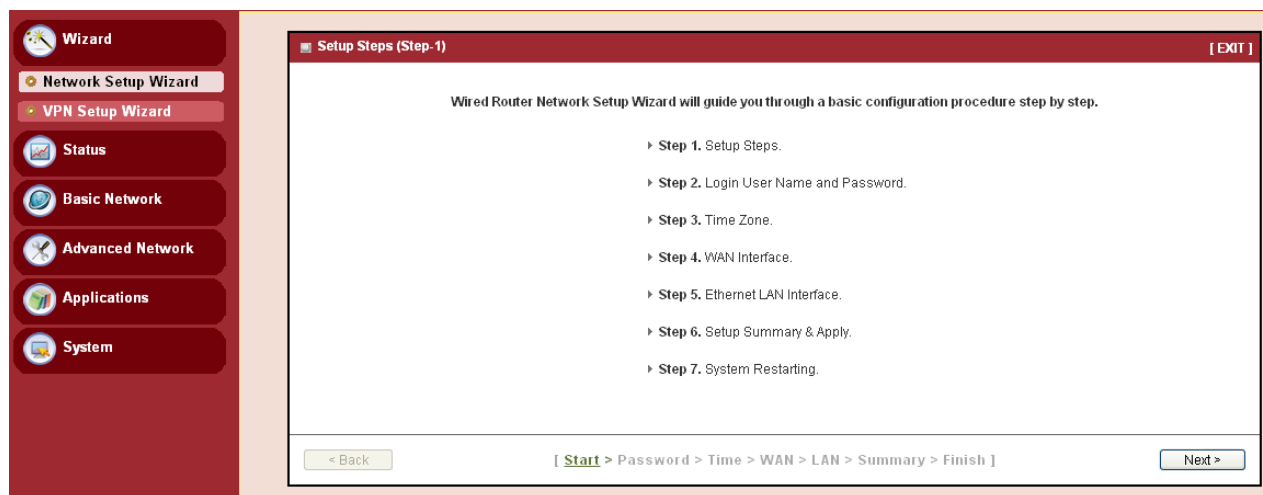 Wizard
Network Setup Wizard
VPN Setup Wizard
Status
Basic Network
Advanced Network
Applications
System
Setup Steps (Step-1) [ EXIT ]
Wired Router Network Setup Wizard will guide you through a basic configuration procedure step by step.
Step 1. Setup Steps.
Step 2. Login User Name and Password.
Step 3. Time Zone.
Step 4. WAN Interface.
Step 5. Ethernet LAN Interface.
Step 6. Setup Summary & Apply.
Step 7. System Restarting.
< Back [ Start > Password > Time > WAN > LAN > Summary > Finish ] Next >